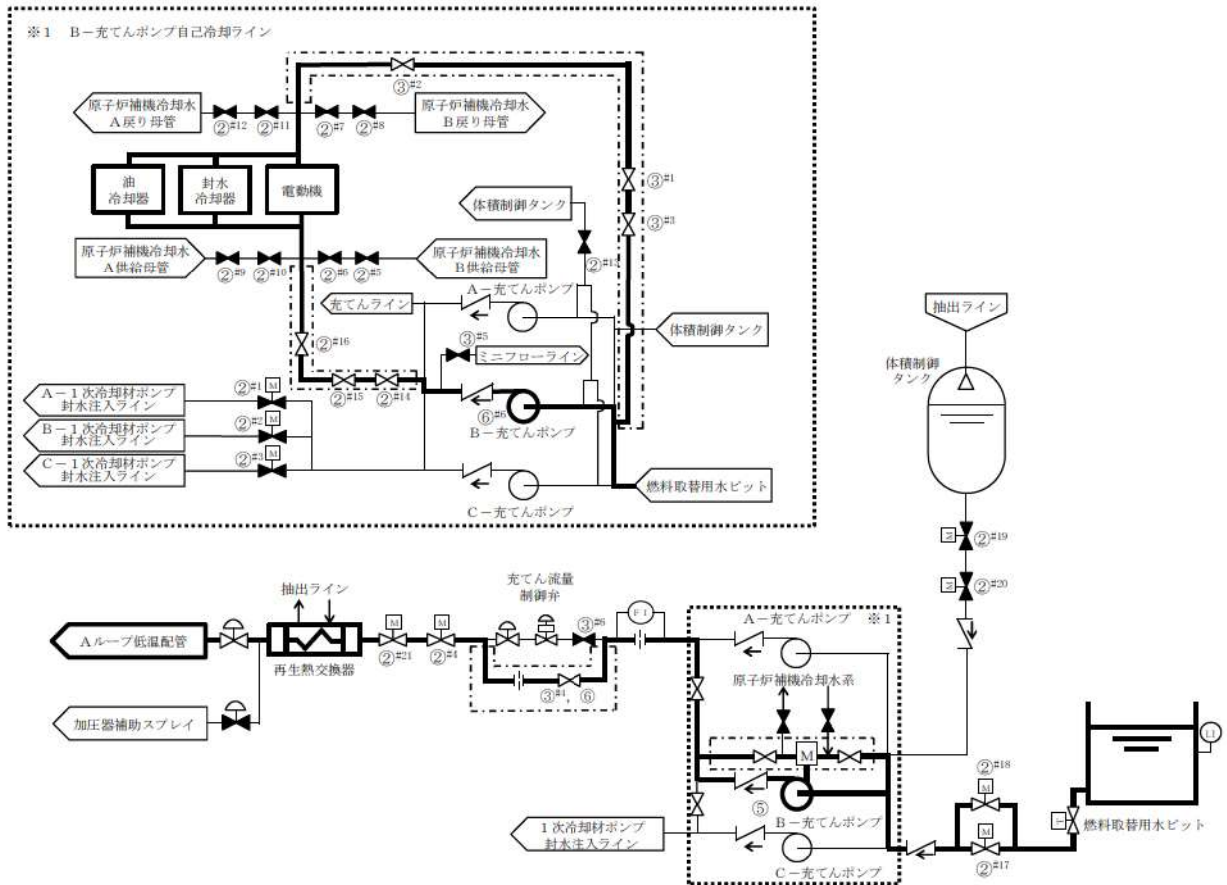 ※1 B-充てんポンプ自己冷却ライン
③#2
原子炉補機冷却水
A戻り母管
②#12
②#11
②#7
②#8
原子炉補機冷却水
B戻り母管
油
冷却器
封水
冷却器
電動機
③#1
③#3
体積制御タンク
②#13
原子炉補機冷却水
A供給母管
②#9
②#10
②#6
②#5
原子炉補機冷却水
B供給母管
充てんライン
A-充てんポンプ
体積制御タンク
②#16
③#5
ミニフローライン
②#15
②#14
⑥#6
B-充てんポンプ
②#1
M
A-1次冷却材ポンプ
封水注入ライン
②#2
M
B-1次冷却材ポンプ
封水注入ライン
②#3
M
C-1次冷却材ポンプ
封水注入ライン
C-充てんポンプ
燃料取替用水ピット
抽出ライン
体積制御
タンク
M
②#19
M
②#20
Aループ低温配管
抽出ライン
再生熱交換器
M
②#21
M
②#4
充てん流量
制御弁
③#6
③#4, ⑥
FI
加圧器補助スプレイ
※1
A-充てんポンプ
原子炉補機冷却水系
M
⑤
B-充てんポンプ
C-充てんポンプ
1次冷却材ポンプ
封水注入ライン
②#18
M
M
②#17
LI
燃料取替用水ピット